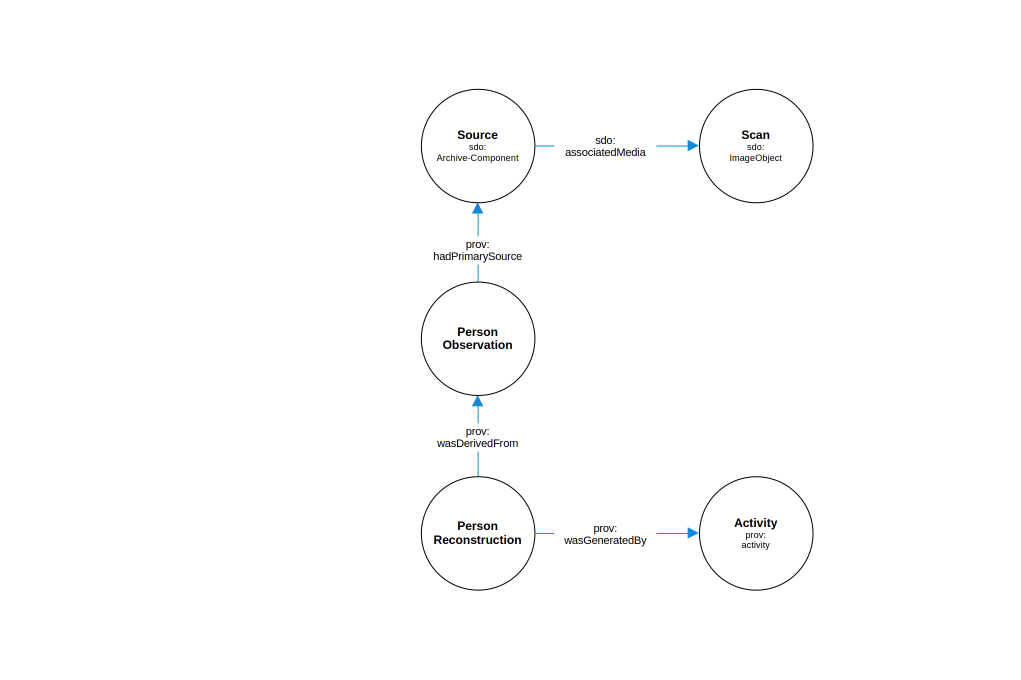 Source
sdo:
Archive-Component
sdo:
associatedMedia
Scan
sdo:
ImageObject
prov:
hadPrimarySource
Person
Observation
prov:
wasDerivedFrom
Person
Reconstruction
prov:
wasGeneratedBy
Activity
prov:
activity